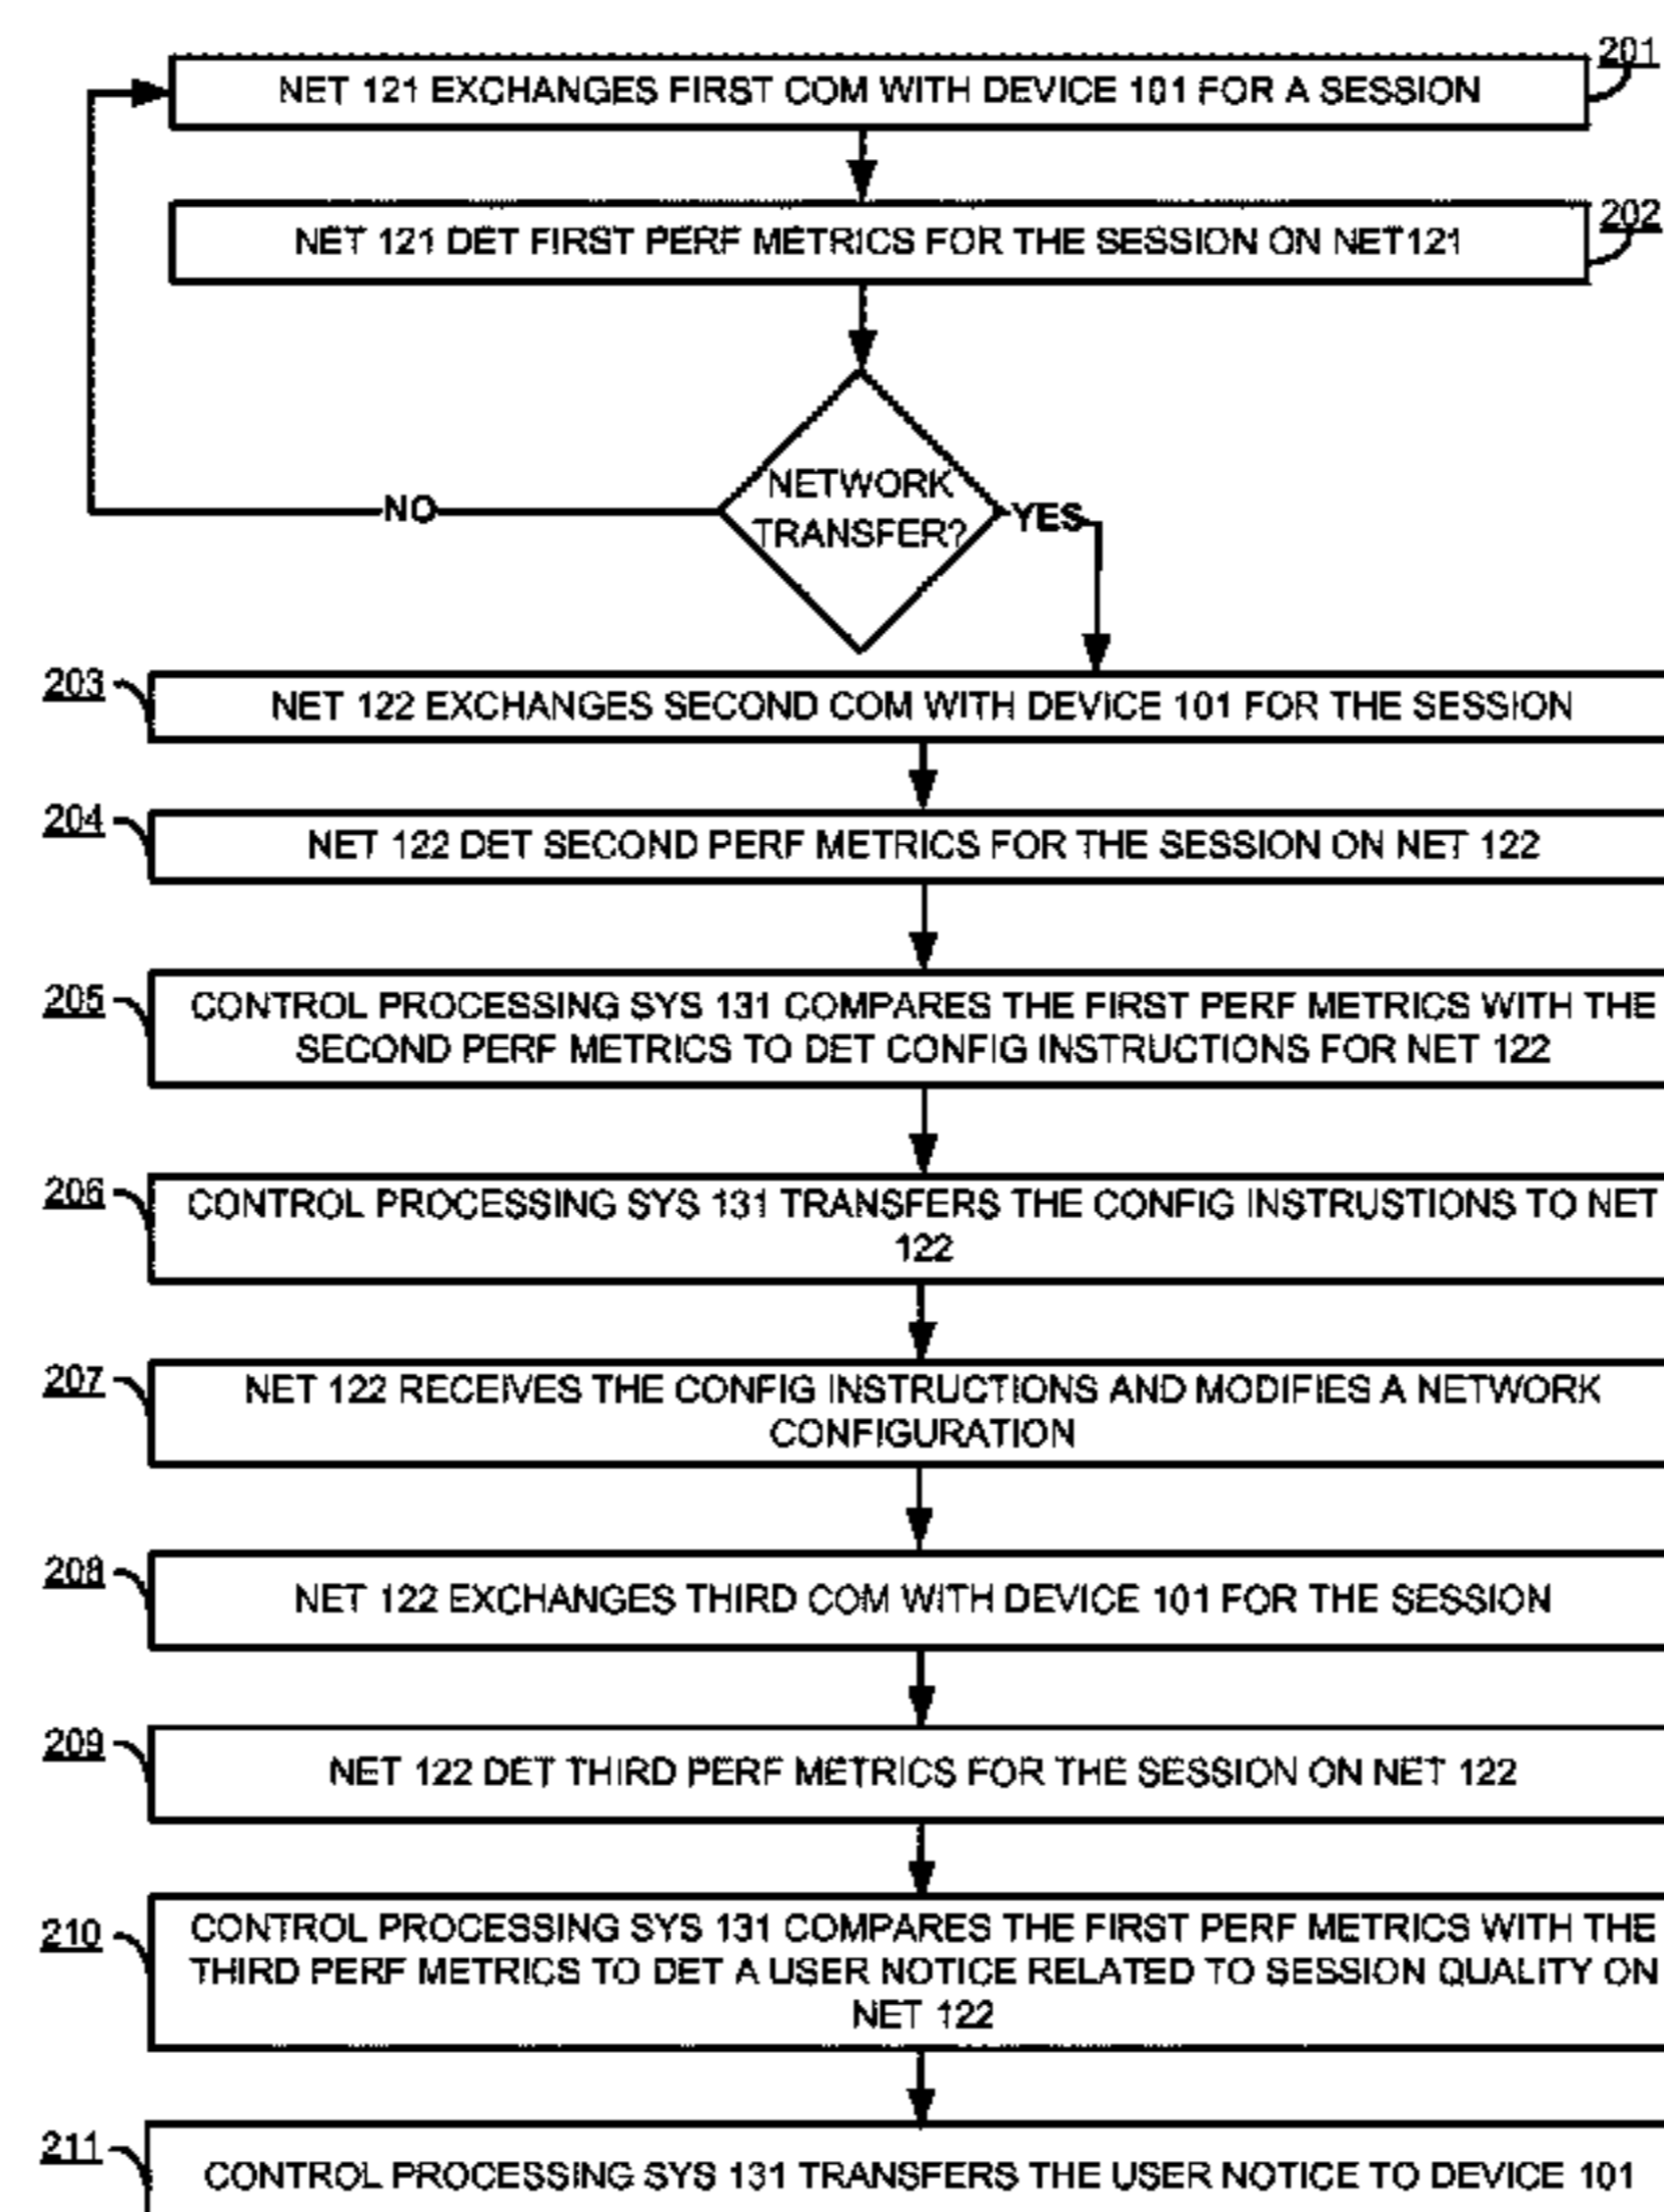 201
NET 121 EXCHANGES FIRST COM WITH DEVICE 101 FOR A SESSION
202
NET 121 DET FIRST PERF METRICS FOR THE SESSION ON NET121
NETWORK
TRANSFER?
NO
YES
203
NET 122 EXCHANGES SECOND COM WITH DEVICE 101 FOR THE SESSION
204
NET 122 DET SECOND PERF METRICS FOR THE SESSION ON NET 122
205
CONTROL PROCESSING SYS 131 COMPARES THE FIRST PERF METRICS WITH THE
SECOND PERF METRICS TO DET CONFIG INSTRUCTIONS FOR NET 122
206
CONTROL PROCESSING SYS 131 TRANSFERS THE CONFIG INSTRUSTIONS TO NET
122
207
NET 122 RECEIVES THE CONFIG INSTRUCTIONS AND MODIFIES A NETWORK
CONFIGURATION
208
NET 122 EXCHANGES THIRD COM WITH DEVICE 101 FOR THE SESSION
209
NET 122 DET THIRD PERF METRICS FOR THE SESSION ON NET 122
210
CONTROL PROCESSING SYS 131 COMPARES THE FIRST PERF METRICS WITH THE
THIRD PERF METRICS TO DET A USER NOTICE RELATED TO SESSION QUALITY ON
NET 122
211
CONTROL PROCESSING SYS 131 TRANSFERS THE USER NOTICE TO DEVICE 101